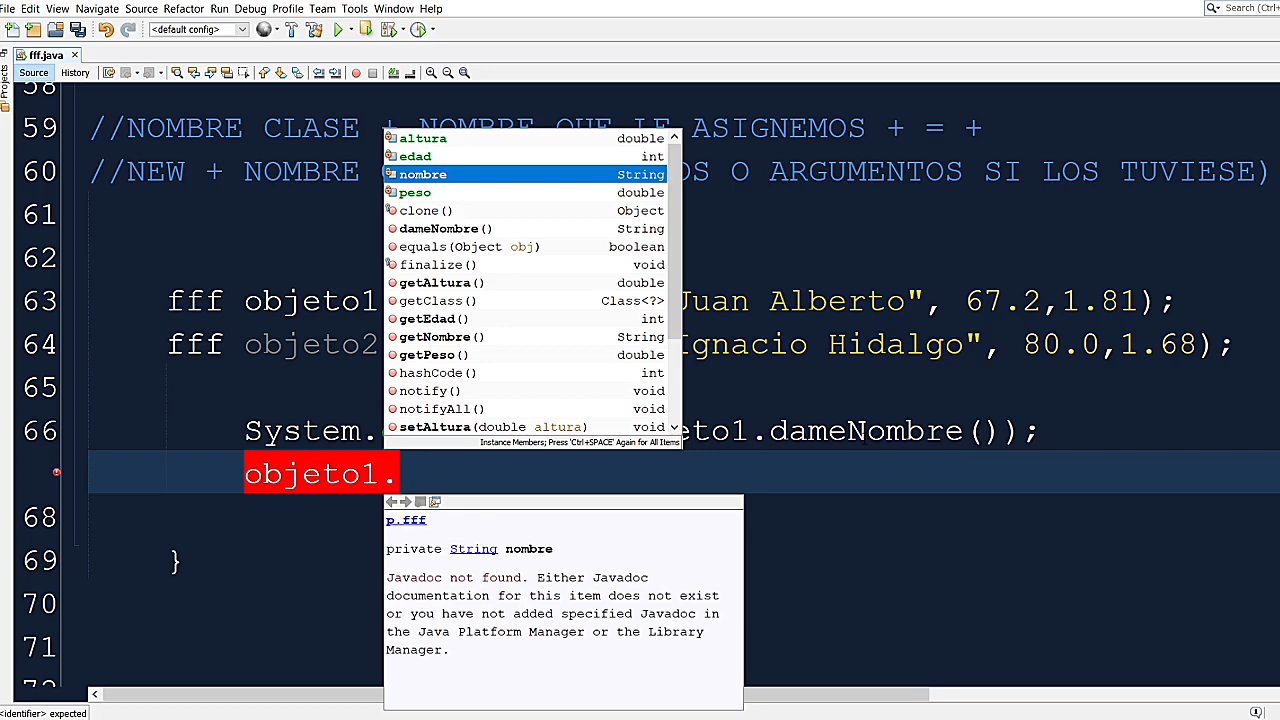 File Edit View Navigate Source Refactor Run Debug Profile Team Tools Window Help
Search (Ctrl+
<default config>
fff.java
Source History
Projects
58
59 //NOMBRE CLASE + NOMBRE QUE LE ASIGNEMOS + = +
60 //NEW + NOMBRE OS O ARGUMENTOS SI LOS TUVIESE)
61
62
63 fff objeto1 Juan Alberto", 67.2,1.81);
64 fff objeto2 Ignacio Hidalgo", 80.0,1.68);
65
66 System. eto1.dameNombre());
objeto1.
68
69 }
70
71
72
altura double
edad int
nombre String
peso double
clone() Object
dameNombre() String
equals(Object obj) boolean
finalize() void
getAltura() double
getClass() Class<?>
getEdad() int
getNombre() String
getPeso() double
hashCode() int
notify() void
notifyAll() void
setAltura(double altura) void
Instance Members; Press 'Ctrl+SPACE' Again for All Items
p.fff
private String nombre
Javadoc not found. Either Javadoc
documentation for this item does not exist
or you have not added specified Javadoc in
the Java Platform Manager or the Library
Manager.
<identifier> expected